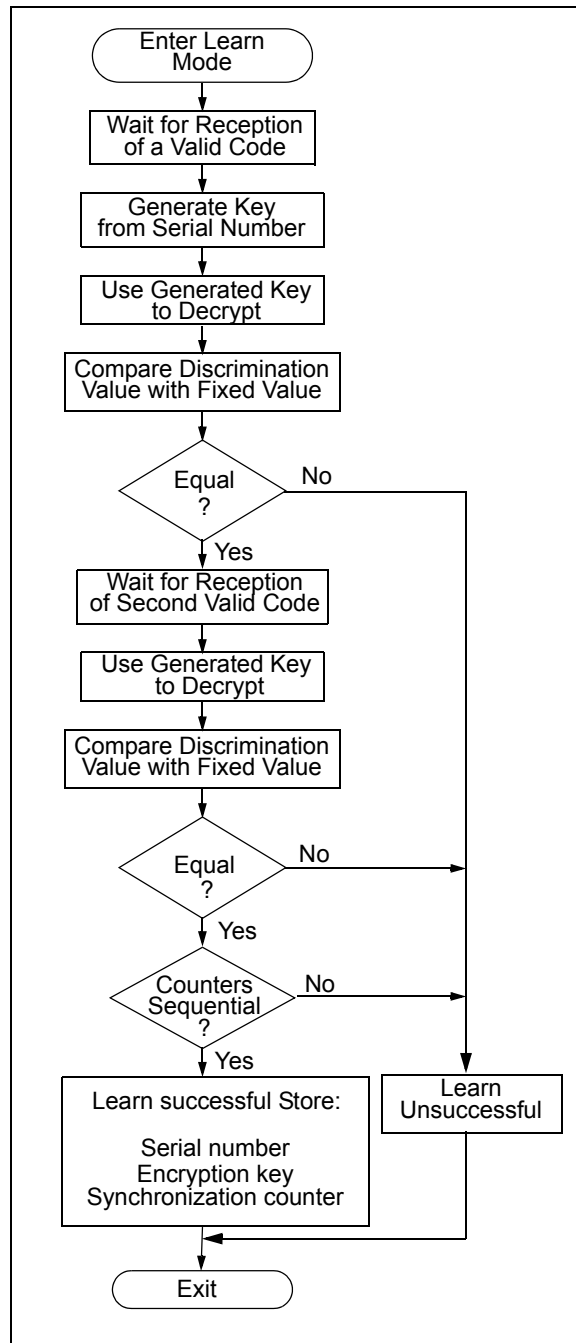 Enter Learn
Mode
Wait for Reception
of a Valid Code
Generate Key
from Serial Number
Use Generated Key
to Decrypt
Compare Discrimination
Value with Fixed Value
Equal
?
No
Yes
Wait for Reception
of Second Valid Code
Use Generated Key
to Decrypt
Compare Discrimination
Value with Fixed Value
Equal
?
No
Yes
Counters
Sequential
?
No
Yes
Learn successful Store:
Serial number
Encryption key
Synchronization counter
Learn
Unsuccessful
Exit